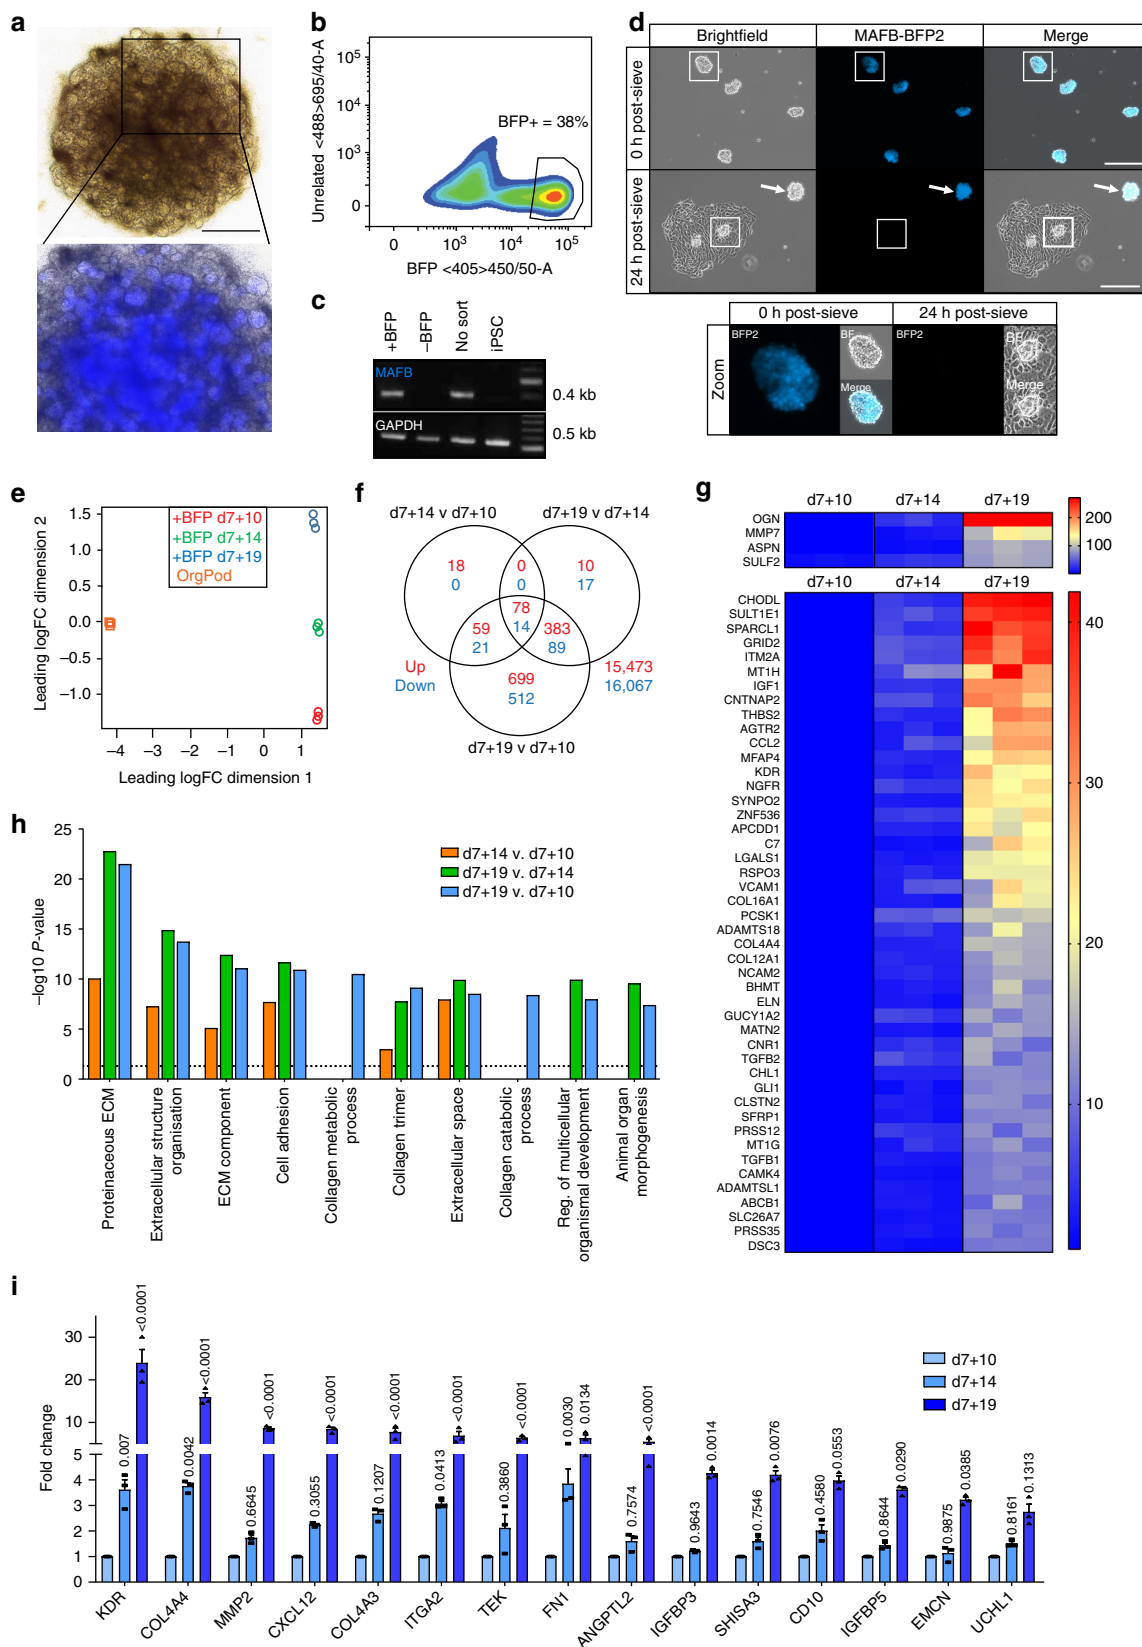 a
b
Unrelated <488>695/40-A
10⁵
10⁴
10³
0
BFP+ = 38%
0
10³
10⁴
10⁵
BFP <405>450/50-A
c
+BFP
–BFP
No sort
iPSC
MAFB
0.4 kb
GAPDH
0.5 kb
d
Brightfield
MAFB-BFP2
Merge
0 h post-sieve
24 h post-sieve
0 h post-sieve
24 h post-sieve
Zoom
BFP2
BF
Merge
BFP2
BF
Merge
e
Leading logFC dimension 2
1.5
1.0
0.5
0.0
−0.5
−1.0
+BFP d7+10
+BFP d7+14
+BFP d7+19
OrgPod
−4
−3
−2
−1
0
1
Leading logFC dimension 1
f
d7+14 v d7+10
d7+19 v d7+14
18
0
0
0
10
17
78
14
59
21
383
89
699
512
Up
Down
15,473
16,067
d7+19 v d7+10
g
d7+10
d7+14
d7+19
OGN
MMP7
ASPN
SULF2
200
100
d7+10
d7+14
d7+19
CHODL
SULT1E1
SPARCL1
GRID2
ITM2A
MT1H
IGF1
CNTNAP2
THBS2
AGTR2
CCL2
MFAP4
KDR
NGFR
SYNPO2
ZNF536
APCDD1
C7
LGALS1
RSPO3
VCAM1
COL16A1
PCSK1
ADAMTS18
COL4A4
COL12A1
NCAM2
BHMT
ELN
GUCY1A2
MATN2
CNR1
TGFB2
CHL1
GLI1
CLSTN2
SFRP1
PRSS12
MT1G
TGFB1
CAMK4
ADAMTSL1
ABCB1
SLC26A7
PRSS35
DSC3
40
30
20
10
h
−log10 P-value
25
20
15
10
5
0
d7+14 v. d7+10
d7+19 v. d7+14
d7+19 v. d7+10
Proteinaceous ECM
Extracellular structure
organisation
ECM component
Cell adhesion
Collagen metabolic
process
Collagen trimer
Extracellular space
Collagen catabolic
process
Reg. of multicellular
organismal development
Animal organ
morphogenesis
i
Fold change
30
20
10
5
4
3
2
1
0
d7+10
d7+14
d7+19
0.007
<0.0001
0.0042
<0.0001
0.6645
<0.0001
0.3055
<0.0001
0.1207
<0.0001
0.0413
<0.0001
0.3860
<0.0001
0.0030
0.0134
0.7574
<0.0001
0.9643
0.0014
0.7546
0.0076
0.4580
0.0553
0.8644
0.0290
0.9875
0.0385
0.8161
0.1313
KDR
COL4A4
MMP2
CXCL12
COL4A3
ITGA2
TEK
FN1
ANGPTL2
IGFBP3
SHISA3
CD10
IGFBP5
EMCN
UCHL1